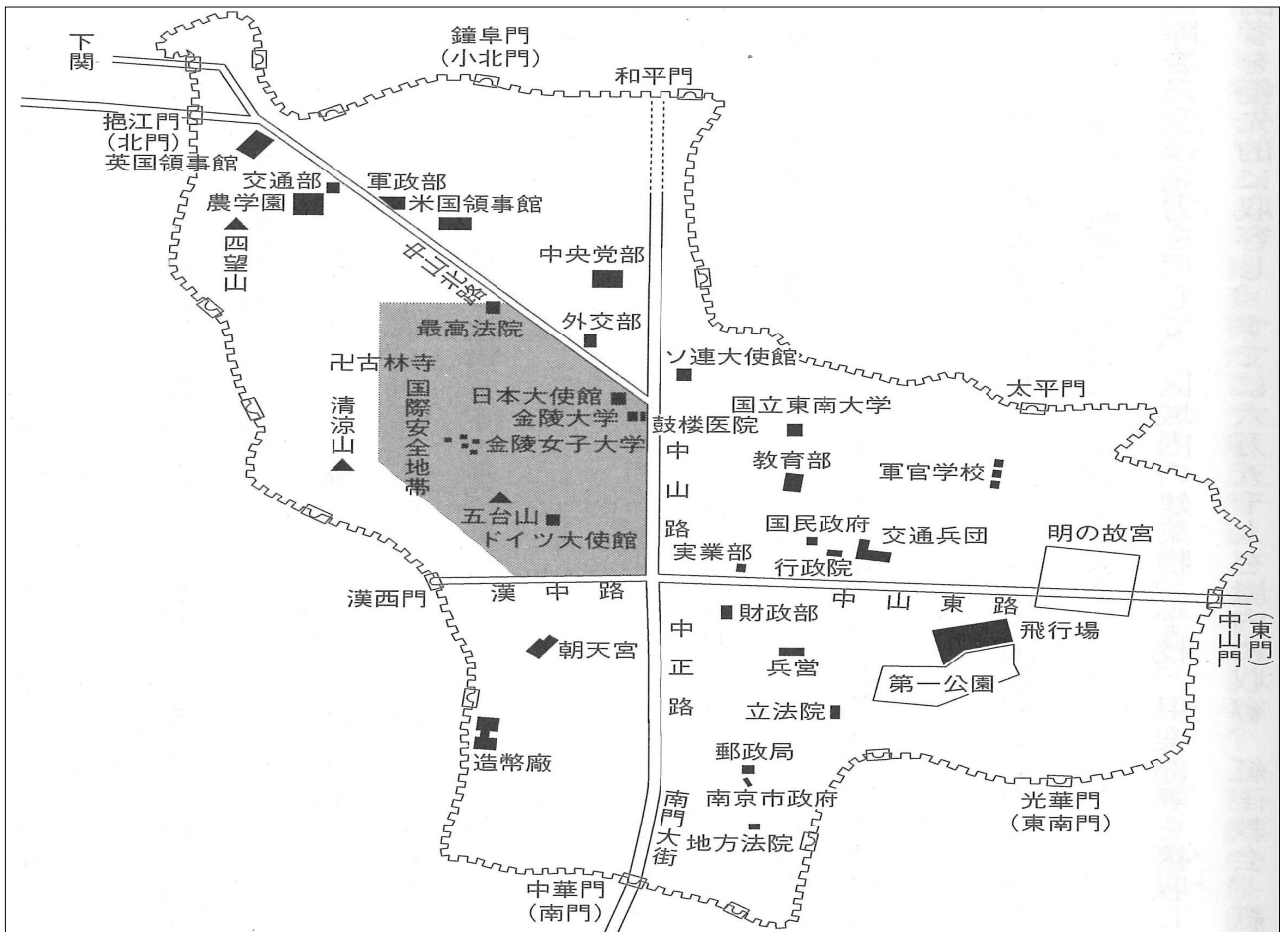 下関
鐘阜門
(小北門)
和平門
挹江門
(北門)
英国領事館
交通部
軍政部
農学園
米国領事館
四望山
中山北路
中央党部
最高法院
外交部
ソ連大使館
卍古林寺
国際安全地帯
日本大使館
金陵大学
鼓楼医院
金陵女子大学
清涼山
国立東南大学
太平門
教育部
軍官学校
中山路
五台山
ドイツ大使館
国民政府
交通兵団
明の故宮
実業部
行政院
漢西門
漢中路
中山東路
中山門
(東門)
財政部
飛行場
朝天宮
中正路
兵営
第一公園
立法院
造幣廠
郵政局
南京市政府
光華門
(東南門)
南門大街
地方法院
中華門
(南門)